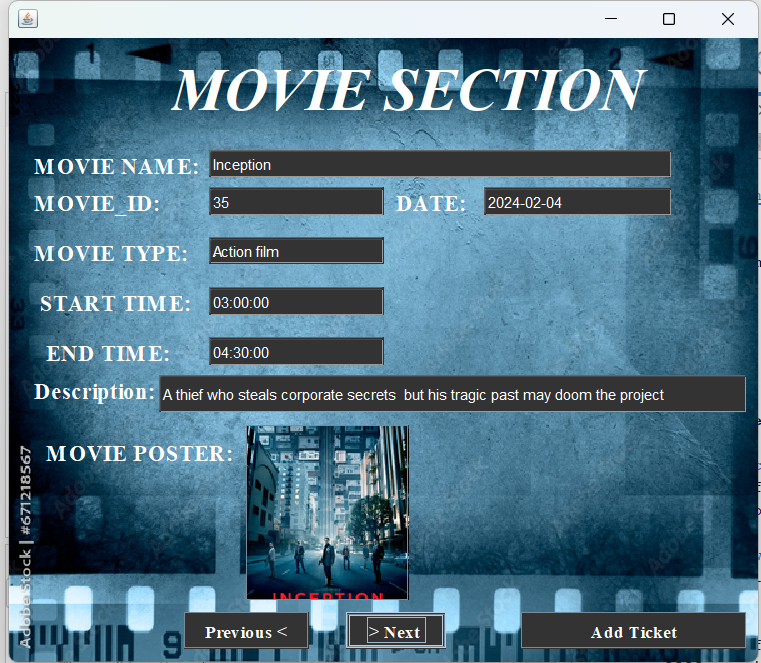 MOVIE SECTION
MOVIE NAME: Inception
MOVIE_ID: 35 DATE: 2024-02-04
MOVIE TYPE: Action film
START TIME: 03:00:00
END TIME: 04:30:00
Description: A thief who steals corporate secrets  but his tragic past may doom the project
MOVIE POSTER:
INCEPTION
Previous < > Next Add Ticket
Adobe Stock | #671218567